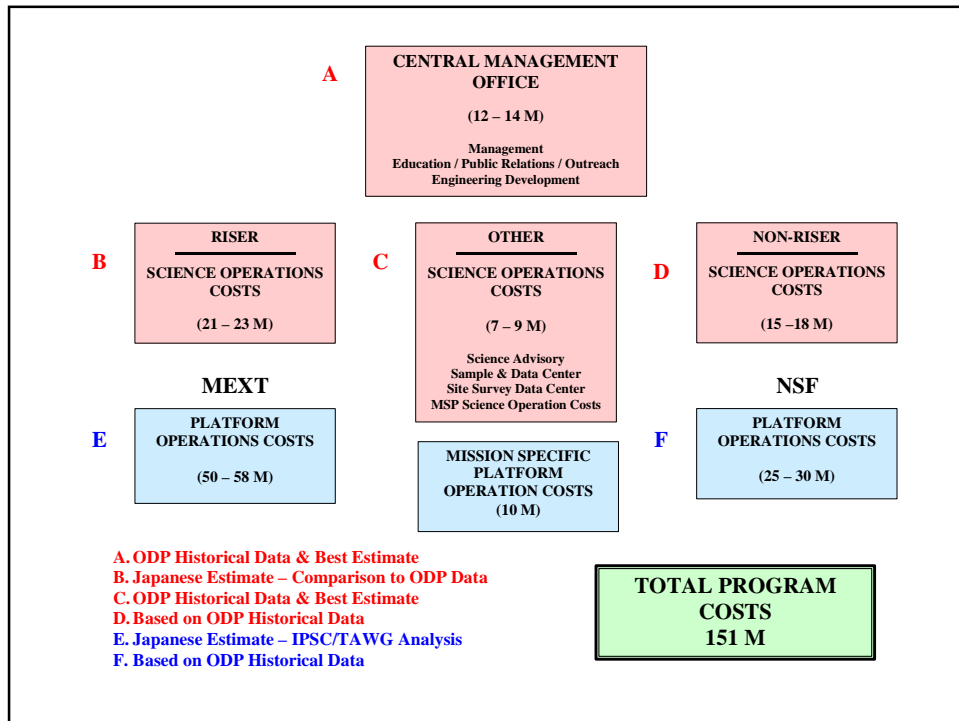 A
CENTRAL MANAGEMENT
OFFICE
(12 – 14 M)
Management
Education / Public Relations / Outreach
Engineering Development
B
RISER
SCIENCE OPERATIONS
COSTS
(21 – 23 M)
C
OTHER
SCIENCE OPERATIONS
COSTS
(7 – 9 M)
Science Advisory
Sample & Data Center
Site Survey Data Center
MSP Science Operation Costs
D
NON-RISER
SCIENCE OPERATIONS
COSTS
(15 –18 M)
MEXT
NSF
E
PLATFORM
OPERATIONS COSTS
(50 – 58 M)
MISSION SPECIFIC
PLATFORM
OPERATION COSTS
(10 M)
F
PLATFORM
OPERATIONS COSTS
(25 – 30 M)
A. ODP Historical Data & Best Estimate
B. Japanese Estimate – Comparison to ODP Data
C. ODP Historical Data & Best Estimate
D. Based on ODP Historical Data
E. Japanese Estimate – IPSC/TAWG Analysis
F. Based on ODP Historical Data
TOTAL PROGRAM
COSTS
151 M